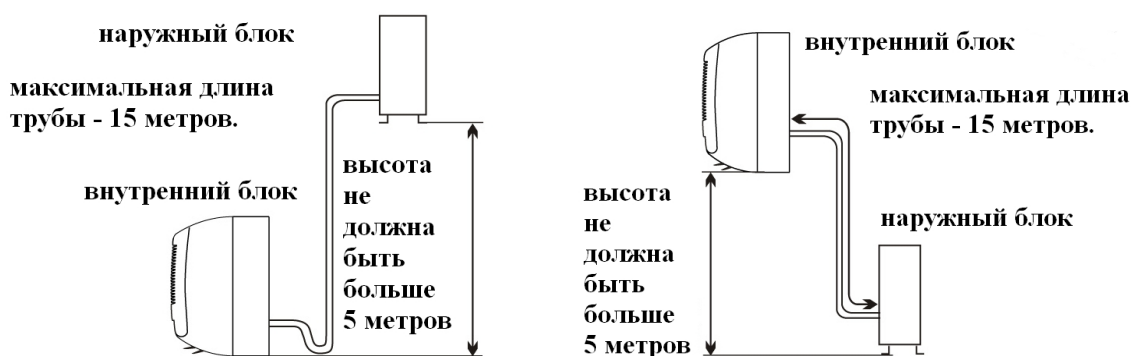 наружный блок
максимальная длина
трубы - 15 метров.
внутренний блок
высота
не
должна
быть
больше
5 метров
внутренний блок
максимальная длина
трубы - 15 метров.
высота
не
должна
быть
больше
5 метров
наружный блок